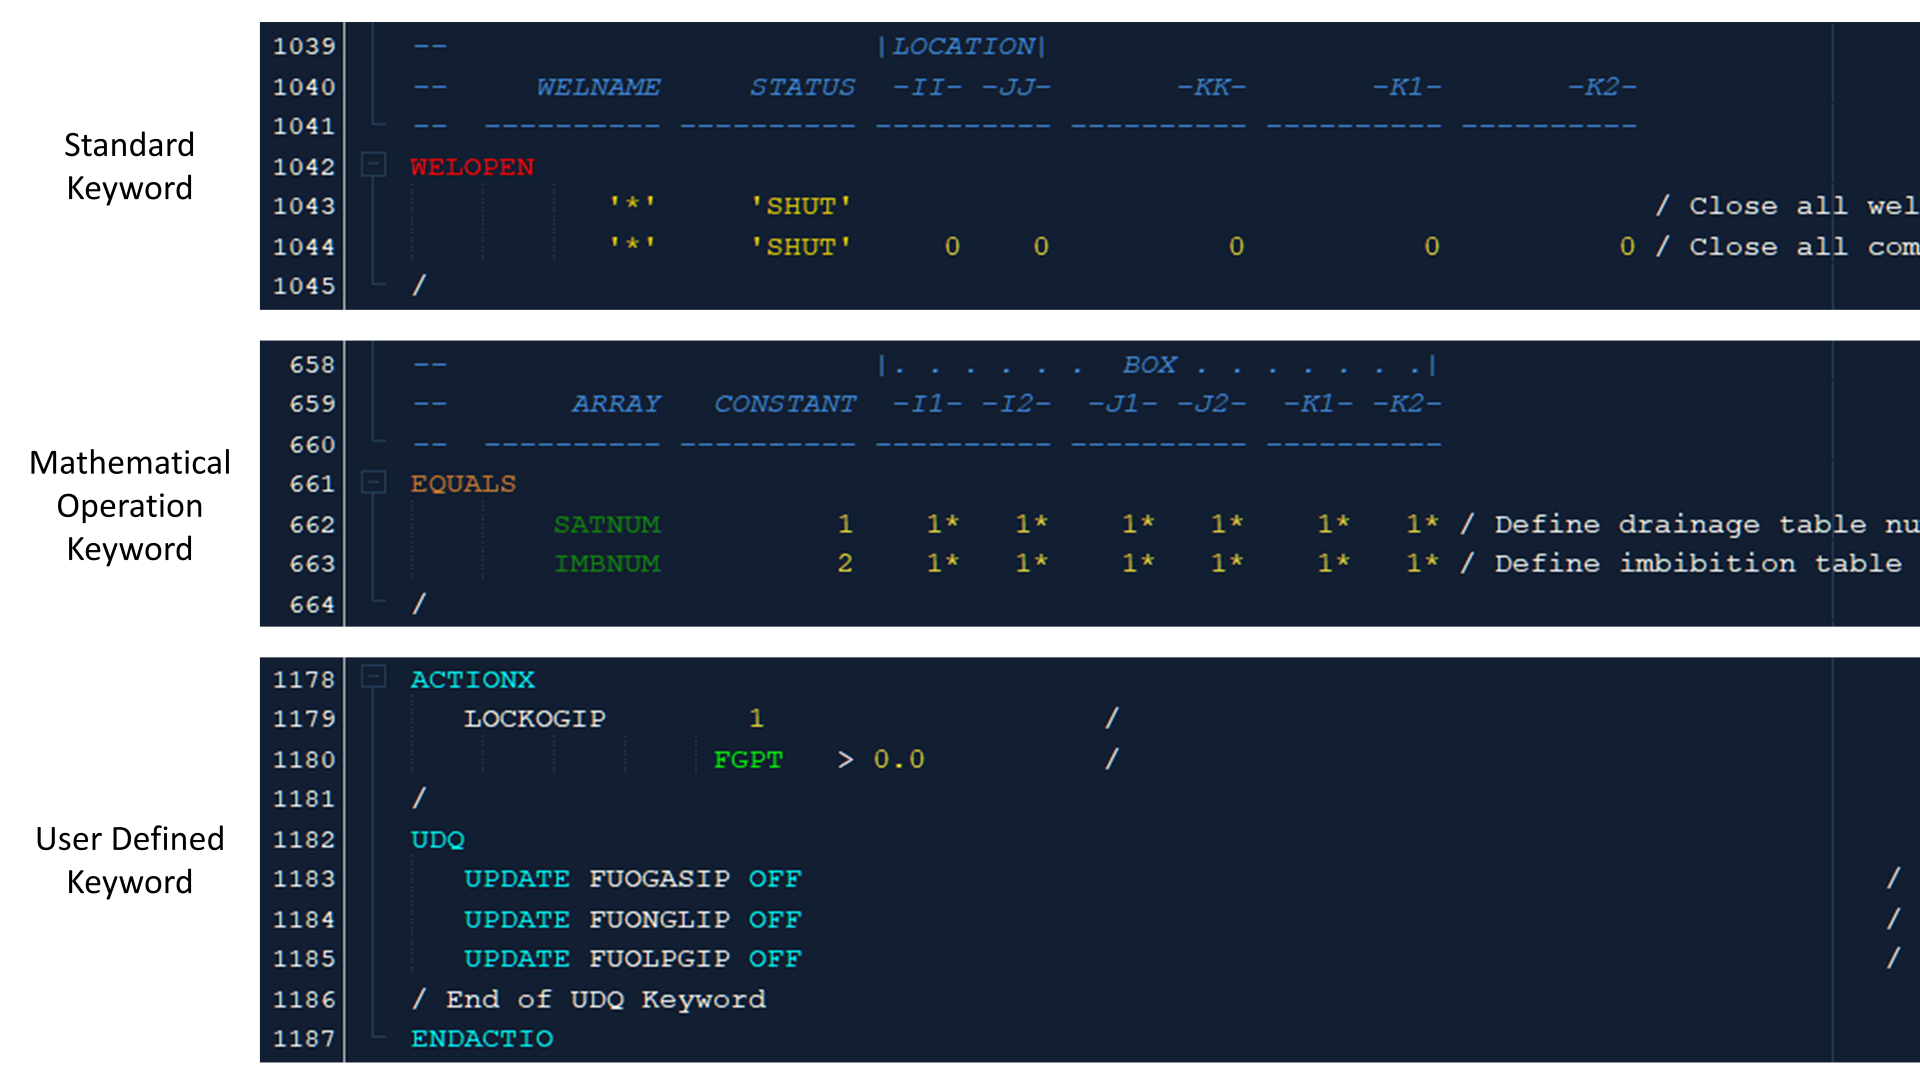 Standard
Keyword
1039 -- |LOCATION|
1040 -- WELNAME STATUS -II- -JJ- -KK- -K1- -K2-
1041 -- ---------- ---------- ---------- ---------- ---------- ----------
1042 WELOPEN
1043 '*' 'SHUT' / Close all wel
1044 '*' 'SHUT' 0 0 0 0 0 / Close all com
1045 /
Mathematical
Operation
Keyword
658 -- |. . . . . . BOX . . . . . . .|
659 -- ARRAY CONSTANT -I1- -I2- -J1- -J2- -K1- -K2-
660 -- ---------- ---------- ---------- ---------- ----------
661 EQUALS
662 SATNUM 1 1* 1* 1* 1* 1* 1* / Define drainage table nu
663 IMBNUM 2 1* 1* 1* 1* 1* 1* / Define imbibition table
664 /
User Defined
Keyword
1178 ACTIONX
1179 LOCKOGIP 1 /
1180 FGPT > 0.0 /
1181 /
1182 UDQ
1183 UPDATE FUOGASIP OFF /
1184 UPDATE FUONGLIP OFF /
1185 UPDATE FUOLPGIP OFF /
1186 / End of UDQ Keyword
1187 ENDACTIO